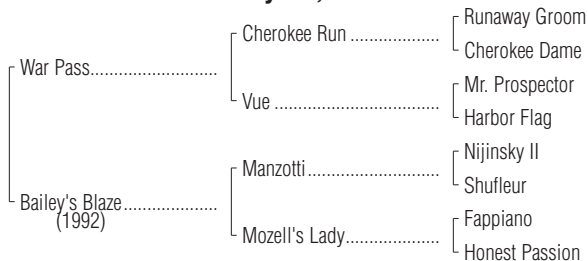 Runaway Groom
Cherokee Run ....................
Cherokee Dame
War Pass...........................
Mr. Prospector
Vue .....................................
Harbor Flag
Nijinsky II
Manzotti.............................
Shufleur
Bailey's Blaze....................
(1992)
Fappiano
Mozell's Lady.....................
Honest Passion